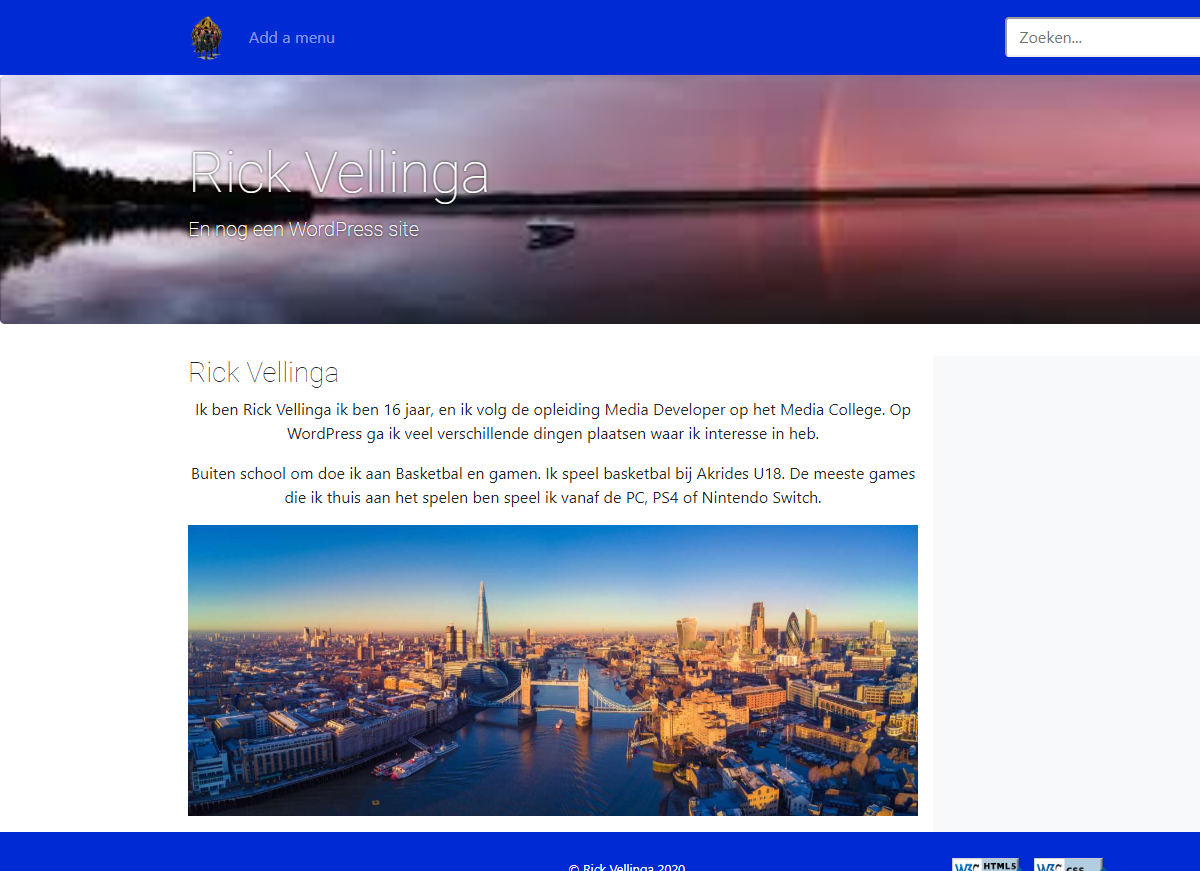 Add a menu
Zoeken...
Rick Vellinga
En nog een WordPress site
Rick Vellinga
Ik ben Rick Vellinga ik ben 16 jaar, en ik volg de opleiding Media Developer op het Media College. Op
WordPress ga ik veel verschillende dingen plaatsen waar ik interesse in heb.
Buiten school om doe ik aan Basketbal en gamen. Ik speel basketbal bij Akrides U18. De meeste games
die ik thuis aan het spelen ben speel ik vanaf de PC, PS4 of Nintendo Switch.
© Rick Vellinga 2020
W3C HTML5
W3C css